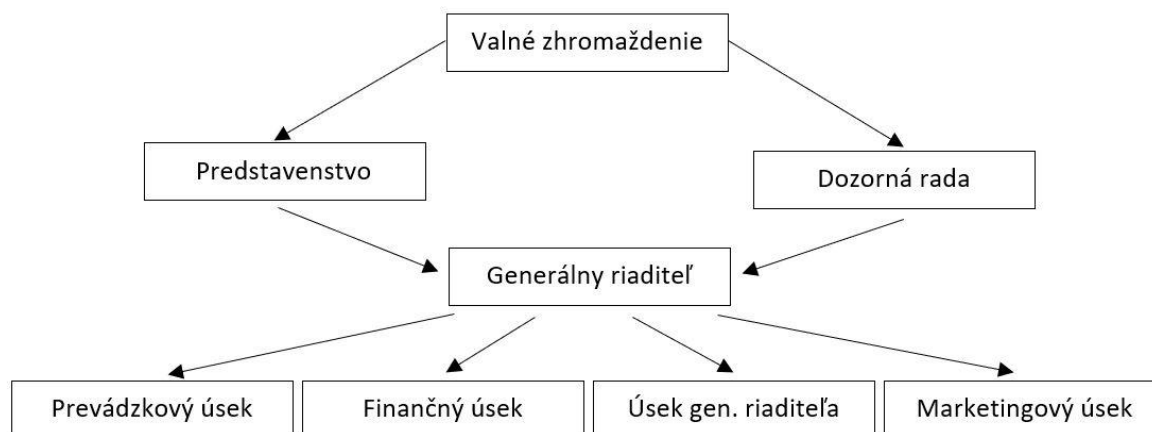 Valné zhromaždenie
Predstavenstvo
Dozorná rada
Generálny riaditeľ
Prevádzkový úsek
Finančný úsek
Úsek gen. riaditeľa
Marketingový úsek